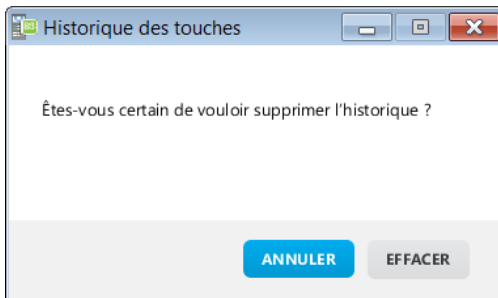 Historique des touches
Êtes-vous certain de vouloir supprimer l'historique ?
ANNULER EFFACER